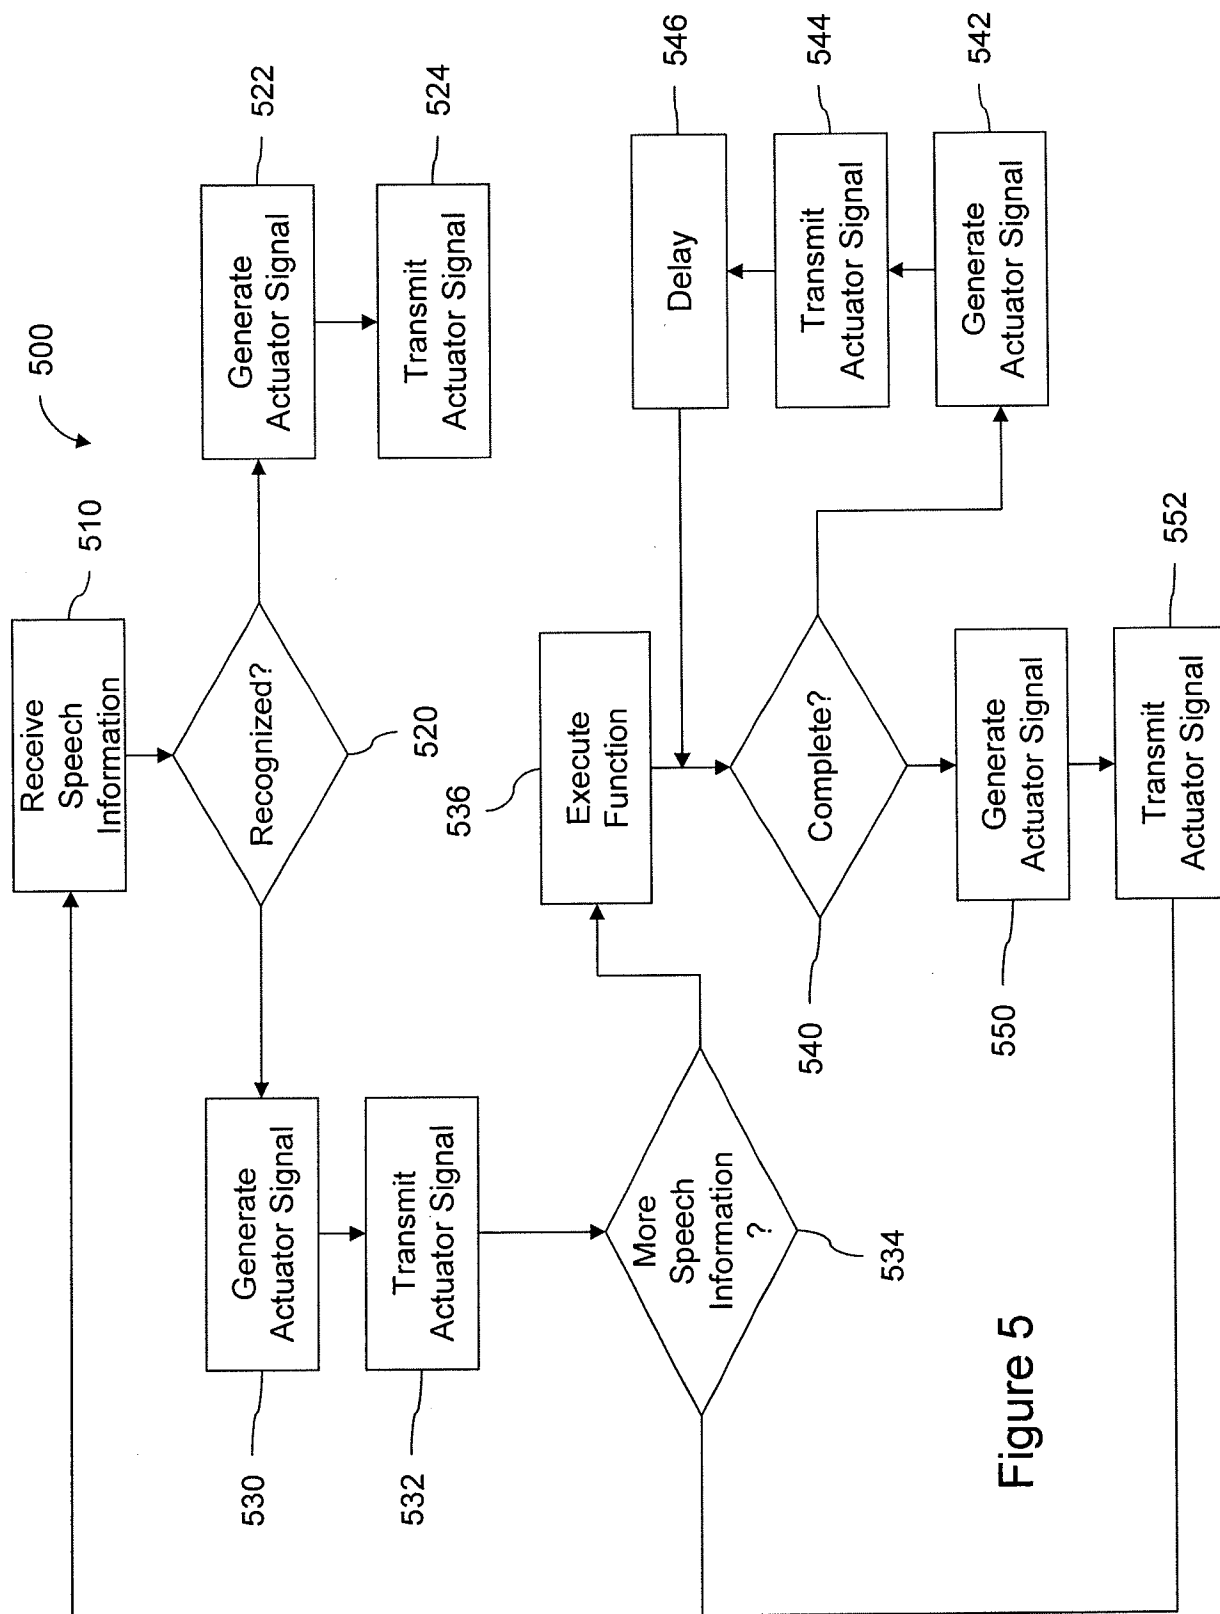 500
Receive
Speech
Information
510
Recognized?
520
Generate
Actuator Signal
522
Transmit
Actuator Signal
524
Generate
Actuator Signal
530
Transmit
Actuator Signal
532
More
Speech
Information
?
534
Execute
Function
536
Complete?
540
Delay
546
Transmit
Actuator Signal
544
Generate
Actuator Signal
542
Generate
Actuator Signal
550
Transmit
Actuator Signal
552
Figure 5